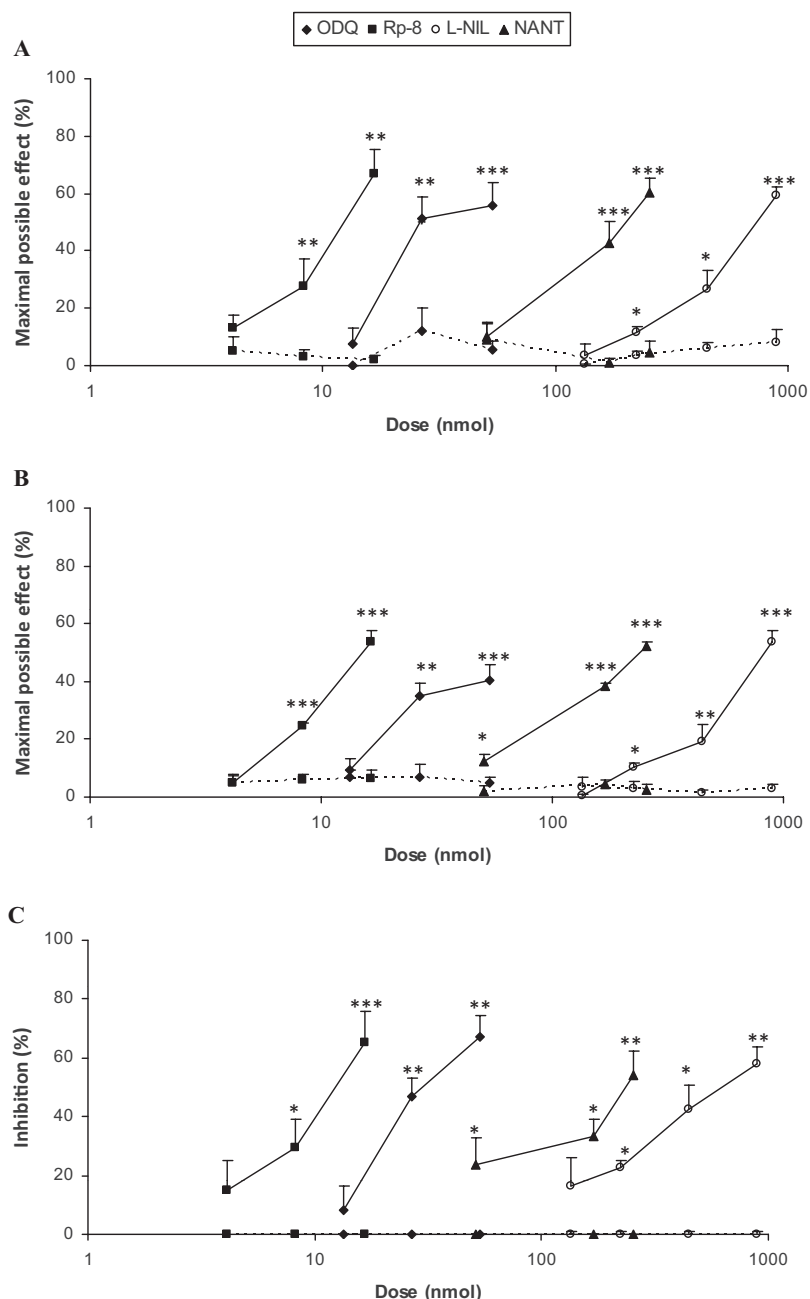 ODQ Rp-8 L-NIL NANT
A
Maximal possible effect (%)
100
80
60
40
20
0
** ** ** *** *** *** * * ***
1 10 100 1000
Dose (nmol)
B
Maximal possible effect (%)
100
80
60
40
20
0
*** *** ** *** * *** *** * ** ***
1 10 100 1000
Dose (nmol)
C
Inhibition (%)
100
80
60
40
20
0
* *** ** ** * * ** * * **
1 10 100 1000
Dose (nmol)